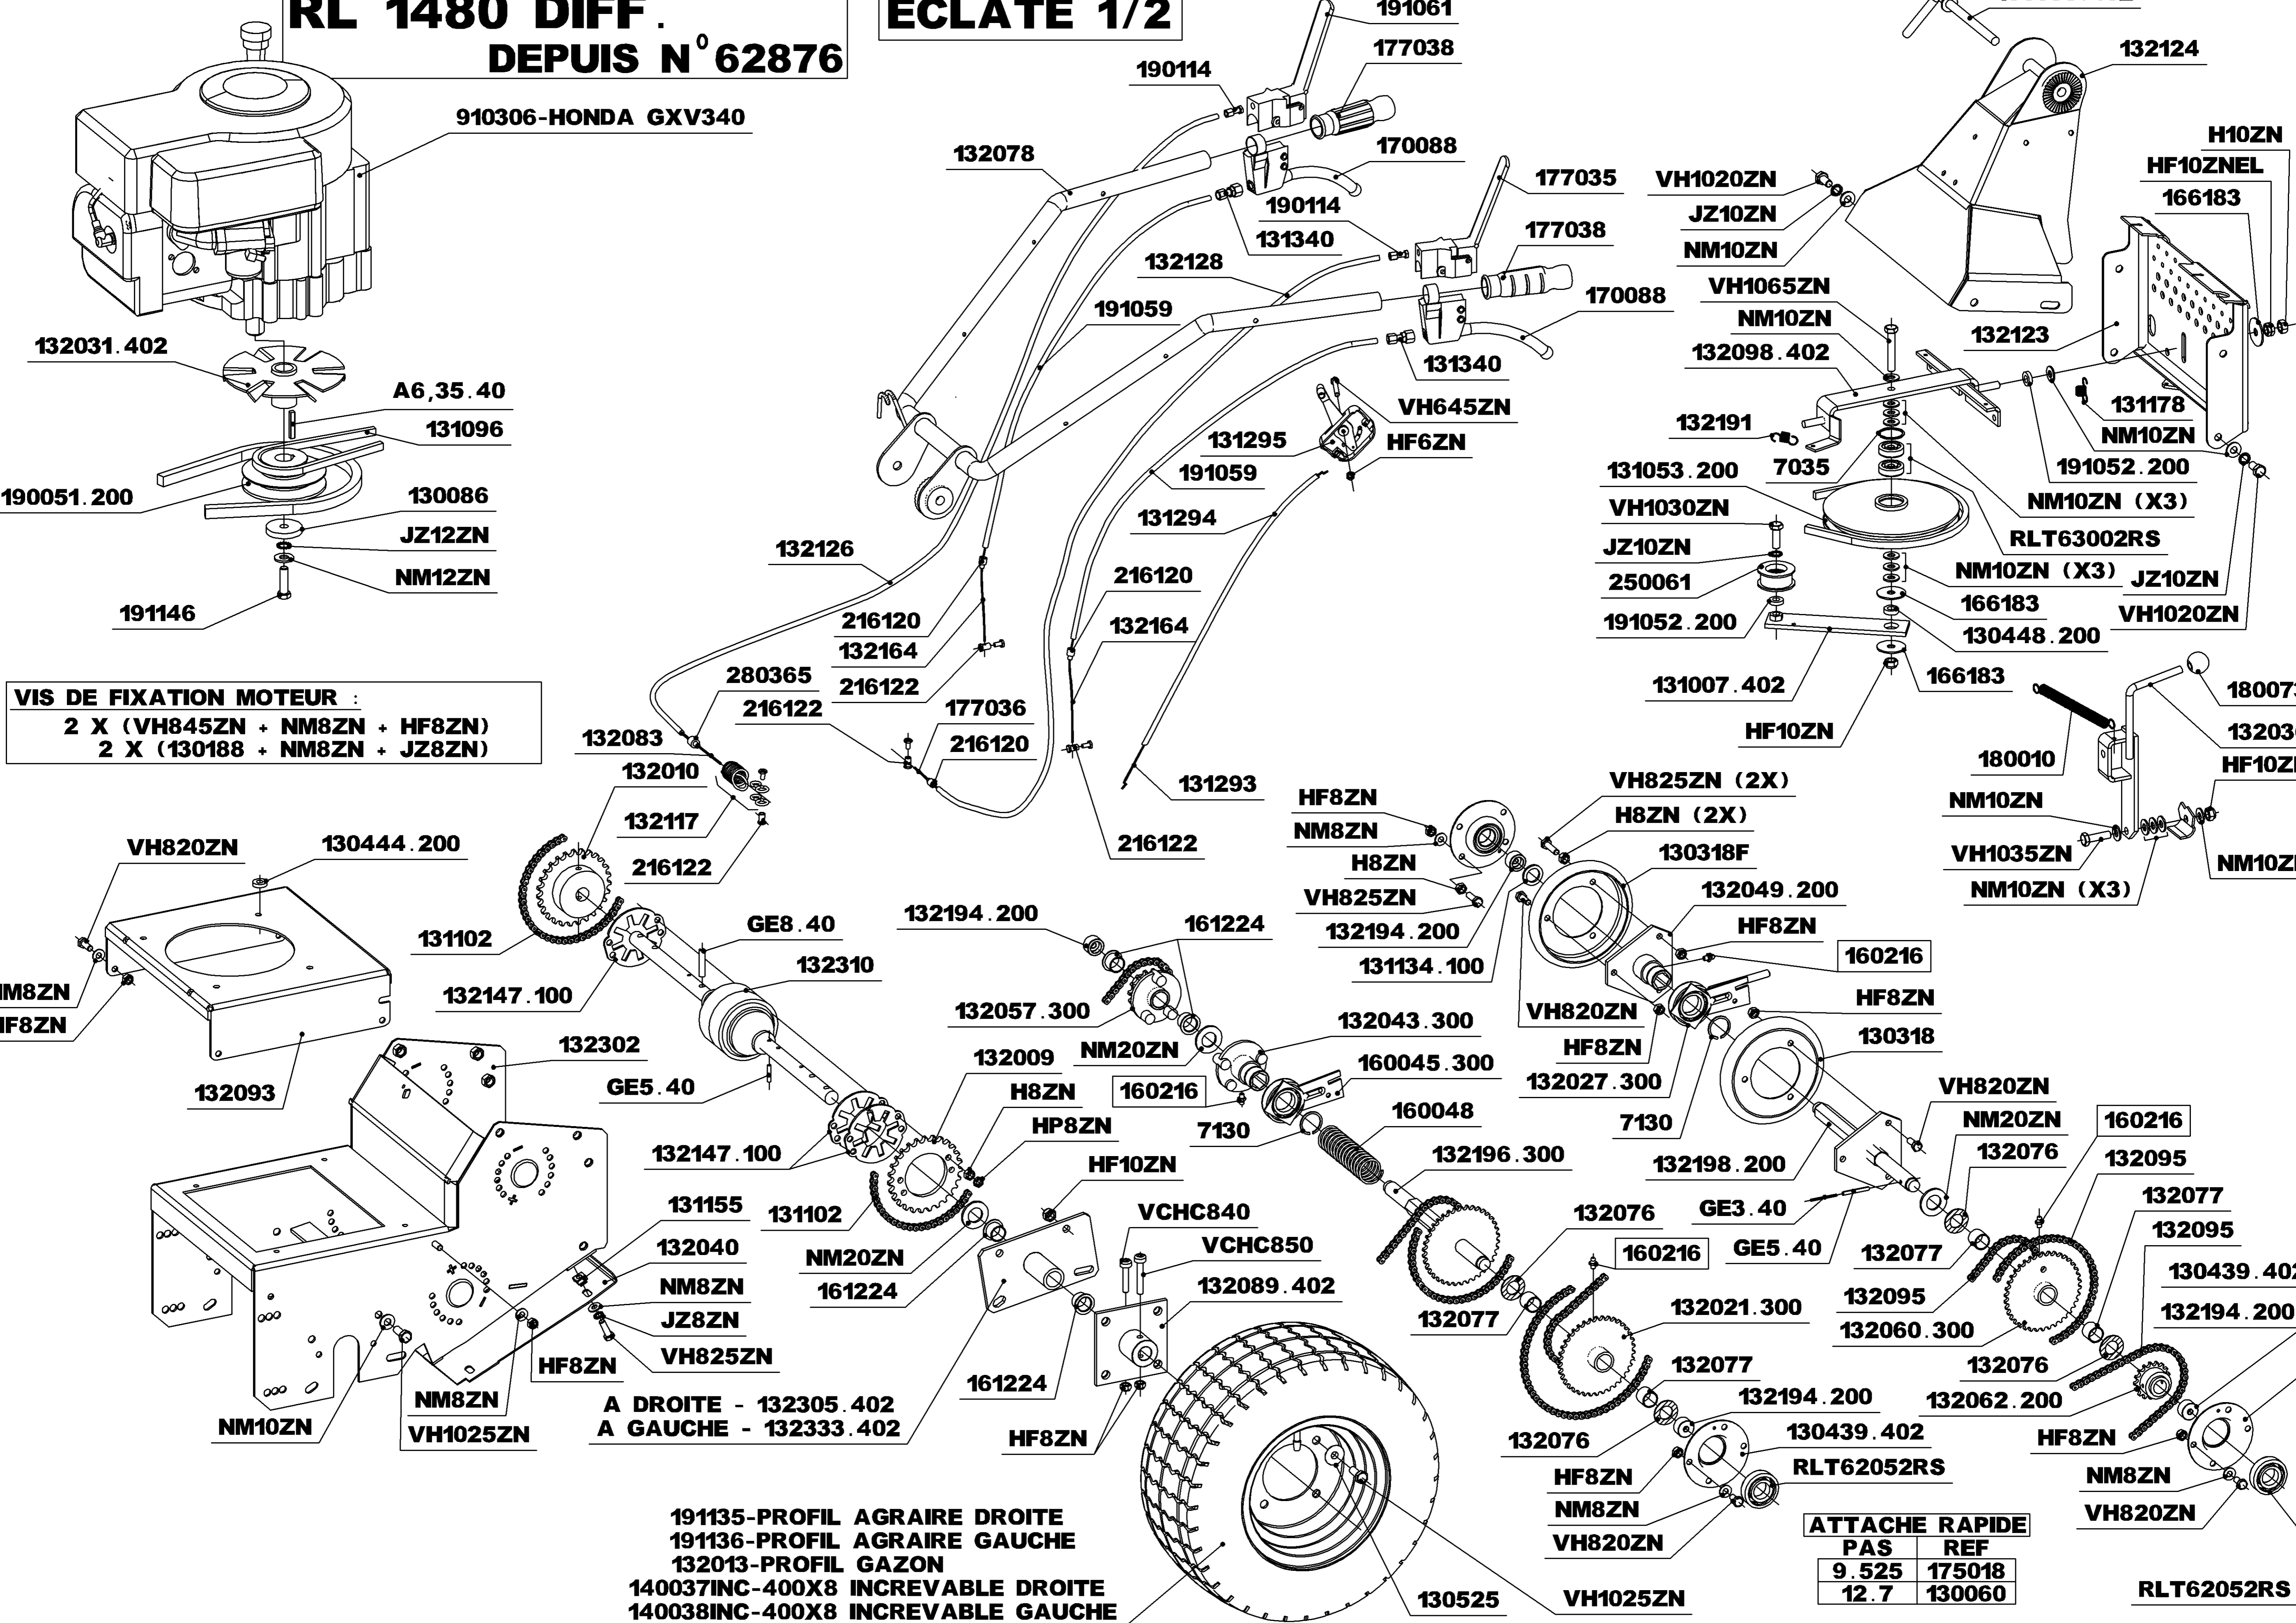 RL 1480 DIFF.
DEPUIS N° 62876
ECLATE 1/2
910306-HONDA GXV340
132031.402
A6,35.40
131096
190051.200
130086
JZ12ZN
NM12ZN
191146
VIS DE FIXATION MOTEUR :
2 X (VH845ZN + NM8ZN + HF8ZN)
2 X (130188 + NM8ZN + JZ8ZN)
191061
177038
190114
132078
170088
177035
190114
131340
177038
132128
191059
170088
131340
VH645ZN
131295
HF6ZN
191059
131294
132126
216120
216120
132164
132164
216122
280365
216122
177036
132083
216120
132010
131293
132117
216122
216122
132124
H10ZN
HF10ZNEL
166183
VH1020ZN
JZ10ZN
NM10ZN
VH1065ZN
NM10ZN
132098.402
132123
131178
132191
NM10ZN
7035
191052.200
131053.200
NM10ZN (X3)
VH1030ZN
RLT63002RS
JZ10ZN
NM10ZN (X3)
JZ10ZN
250061
166183
VH1020ZN
191052.200
130448.200
131007.402
166183
HF10ZN
180010
NM10ZN
VH1035ZN
NM10ZN (X3)
VH820ZN
130444.200
132093
131102
132147.100
GE8.40
132310
GE5.40
132302
132147.100
132009
H8ZN
HP8ZN
131102
NM20ZN
161224
HF10ZN
VCHC840
VCHC850
132089.402
161224
HF8ZN
131155
132040
NM8ZN
JZ8ZN
VH825ZN
HF8ZN
NM8ZN
VH1025ZN
NM10ZN
A DROITE - 132305.402
A GAUCHE - 132333.402
132194.200
161224
132057.300
NM20ZN
132043.300
160216
160045.300
7130
160048
132196.300
132076
160216
132077
132021.300
132077
132194.200
132076
130439.402
HF8ZN
RLT62052RS
NM8ZN
VH820ZN
HF8ZN
NM8ZN
H8ZN
VH825ZN
VH825ZN (2X)
H8ZN (2X)
130318F
132049.200
132194.200
HF8ZN
131134.100
160216
VH820ZN
HF8ZN
HF8ZN
132027.300
130318
7130
VH820ZN
NM20ZN
160216
132198.200
132076
132095
GE3.40
132077
GE5.40
132077
132095
132095
132060.300
132194.200
132076
132062.200
HF8ZN
NM8ZN
VH820ZN
RLT62052RS
191135-PROFIL AGRAIRE DROITE
191136-PROFIL AGRAIRE GAUCHE
132013-PROFIL GAZON
140037INC-400X8 INCREVABLE DROITE
140038INC-400X8 INCREVABLE GAUCHE
130525
VH1025ZN
ATTACHE RAPIDE
PAS REF
9.525 175018
12.7 130060